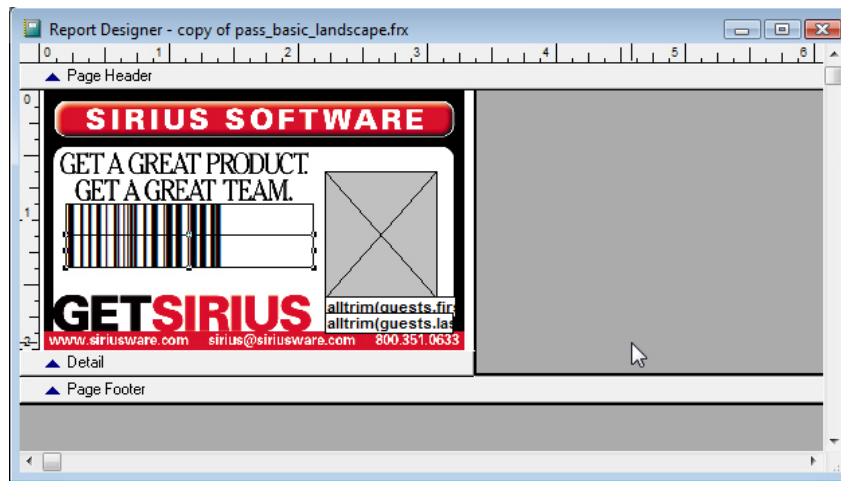 Report Designer - copy of pass_basic_landscape.frx
0 1 2 3 4 5 6
Page Header
0
SIRIUS SOFTWARE
GET A GREAT PRODUCT.
GET A GREAT TEAM.
1
GETSIRIUS
alltrim(guests.firs
alltrim(guests.las
www.siriusware.com sirius@siriusware.com 800.351.0633
2
Detail
Page Footer